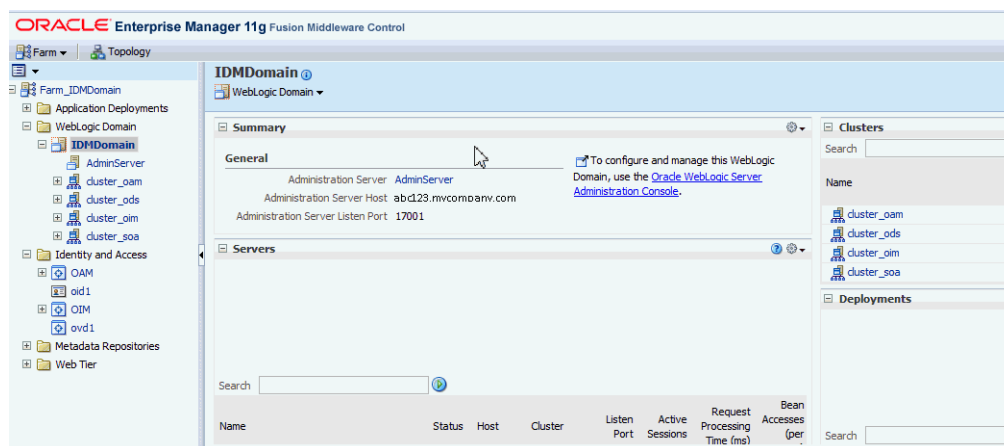 ORACLE Enterprise Manager 11g Fusion Middleware Control
Farm Topology
Farm_IDMDomain
Application Deployments
WebLogic Domain
IDMDomain
AdminServer
cluster_oam
cluster_ods
cluster_oim
cluster_soa
Identity and Access
OAM
oid1
OIM
ovd1
Metadata Repositories
Web Tier
IDMDomain
WebLogic Domain
Summary
General
Administration Server AdminServer
Administration Server Host abc123.mycompany.com
Administration Server Listen Port 17001
To configure and manage this WebLogic
Domain, use the Oracle WebLogic Server
Administration Console.
Servers
Search
Name Status Host Cluster Listen Port Active Sessions Request Processing Time (ms) Bean Accesses (per
Clusters
Search
Name
cluster_oam
cluster_ods
cluster_oim
cluster_soa
Deployments
Search